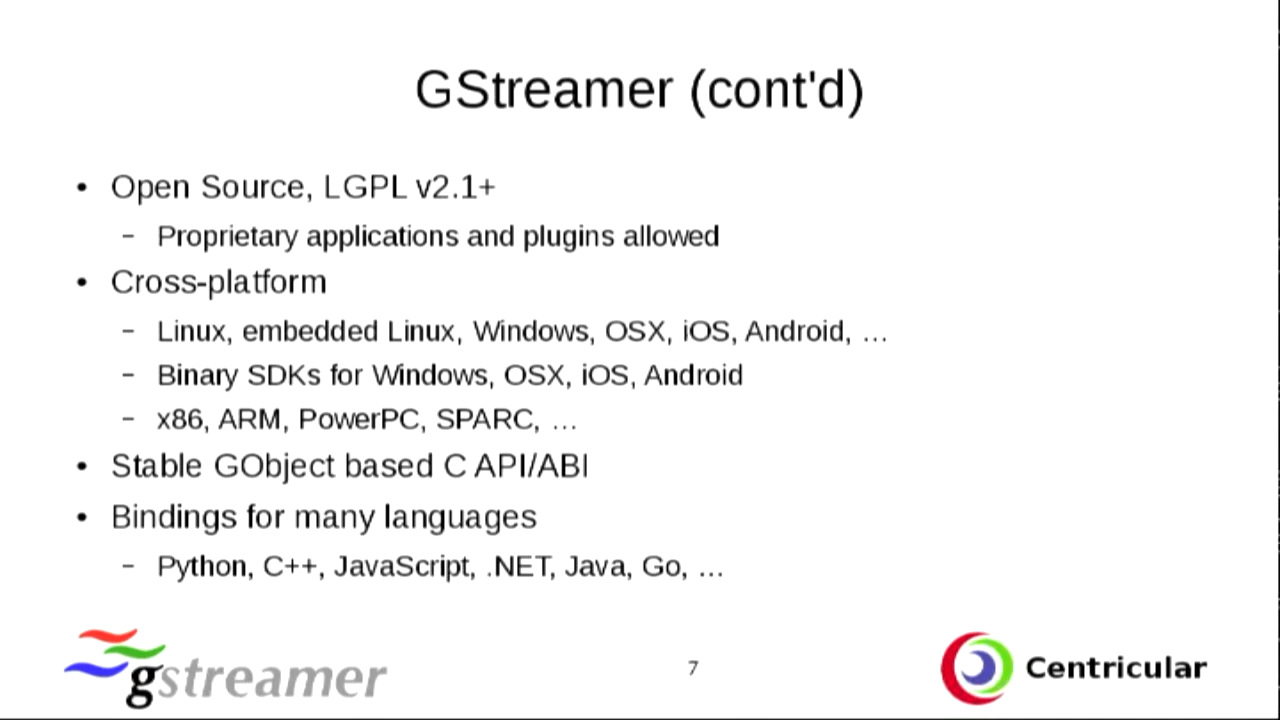 GStreamer (cont'd)
• Open Source, LGPL v2.1+
– Proprietary applications and plugins allowed
• Cross-platform
– Linux, embedded Linux, Windows, OSX, iOS, Android, …
– Binary SDKs for Windows, OSX, iOS, Android
– x86, ARM, PowerPC, SPARC, …
• Stable GObject based C API/ABI
• Bindings for many languages
– Python, C++, JavaScript, .NET, Java, Go, …
gstreamer
7
Centricular